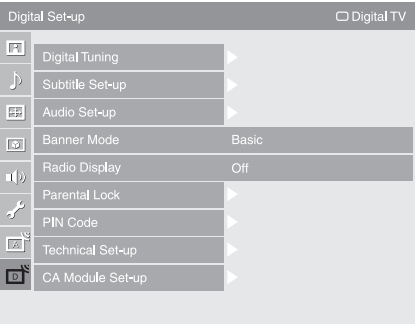 Digital Set-up Digital TV
Digital Tuning
Subtitle Set-up
Audio Set-up
Banner Mode Basic
Radio Display Off
Parental Lock
PIN Code
Technical Set-up
A
CA Module Set-up
D